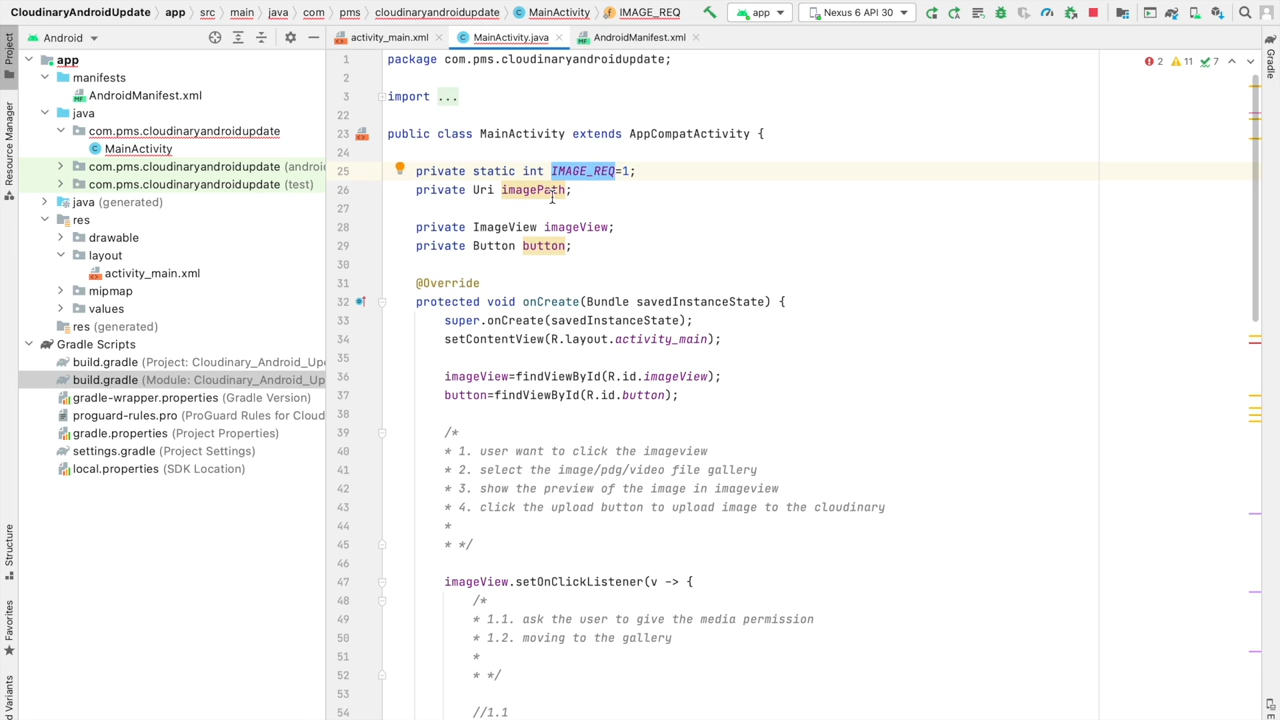 CloudinaryAndroidUpdate > app > src > main > java > com > pms > cloudinaryandroidupdate > MainActivity > IMAGE_REQ
app
Nexus 6 API 30
Android
activity_main.xml
MainActivity.java
AndroidManifest.xml
Project
Resource Manager
Structure
Favorites
Variants
Gradle
app
manifests
AndroidManifest.xml
java
com.pms.cloudinaryandroidupdate
MainActivity
com.pms.cloudinaryandroidupdate (androi
com.pms.cloudinaryandroidupdate (test)
java (generated)
res
drawable
layout
activity_main.xml
mipmap
values
res (generated)
Gradle Scripts
build.gradle (Project: Cloudinary_Android_Up
build.gradle (Module: Cloudinary_Android_Up
gradle-wrapper.properties (Gradle Version)
proguard-rules.pro (ProGuard Rules for Cloud
gradle.properties (Project Properties)
settings.gradle (Project Settings)
local.properties (SDK Location)
2 11 7
1 package com.pms.cloudinaryandroidupdate;
2
3 import ...
22
23 public class MainActivity extends AppCompatActivity {
24
25 private static int IMAGE_REQ=1;
26 private Uri imagePath;
27
28 private ImageView imageView;
29 private Button button;
30
31 @Override
32 protected void onCreate(Bundle savedInstanceState) {
33 super.onCreate(savedInstanceState);
34 setContentView(R.layout.activity_main);
35
36 imageView=findViewById(R.id.imageView);
37 button=findViewById(R.id.button);
38
39 /*
40 * 1. user want to click the imageview
41 * 2. select the image/pdg/video file gallery
42 * 3. show the preview of the image in imageview
43 * 4. click the upload button to upload image to the cloudinary
44 *
45 * */
46
47 imageView.setOnClickListener(v -> {
48 /*
49 * 1.1. ask the user to give the media permission
50 * 1.2. moving to the gallery
51 *
52 * */
53
54 //1.1